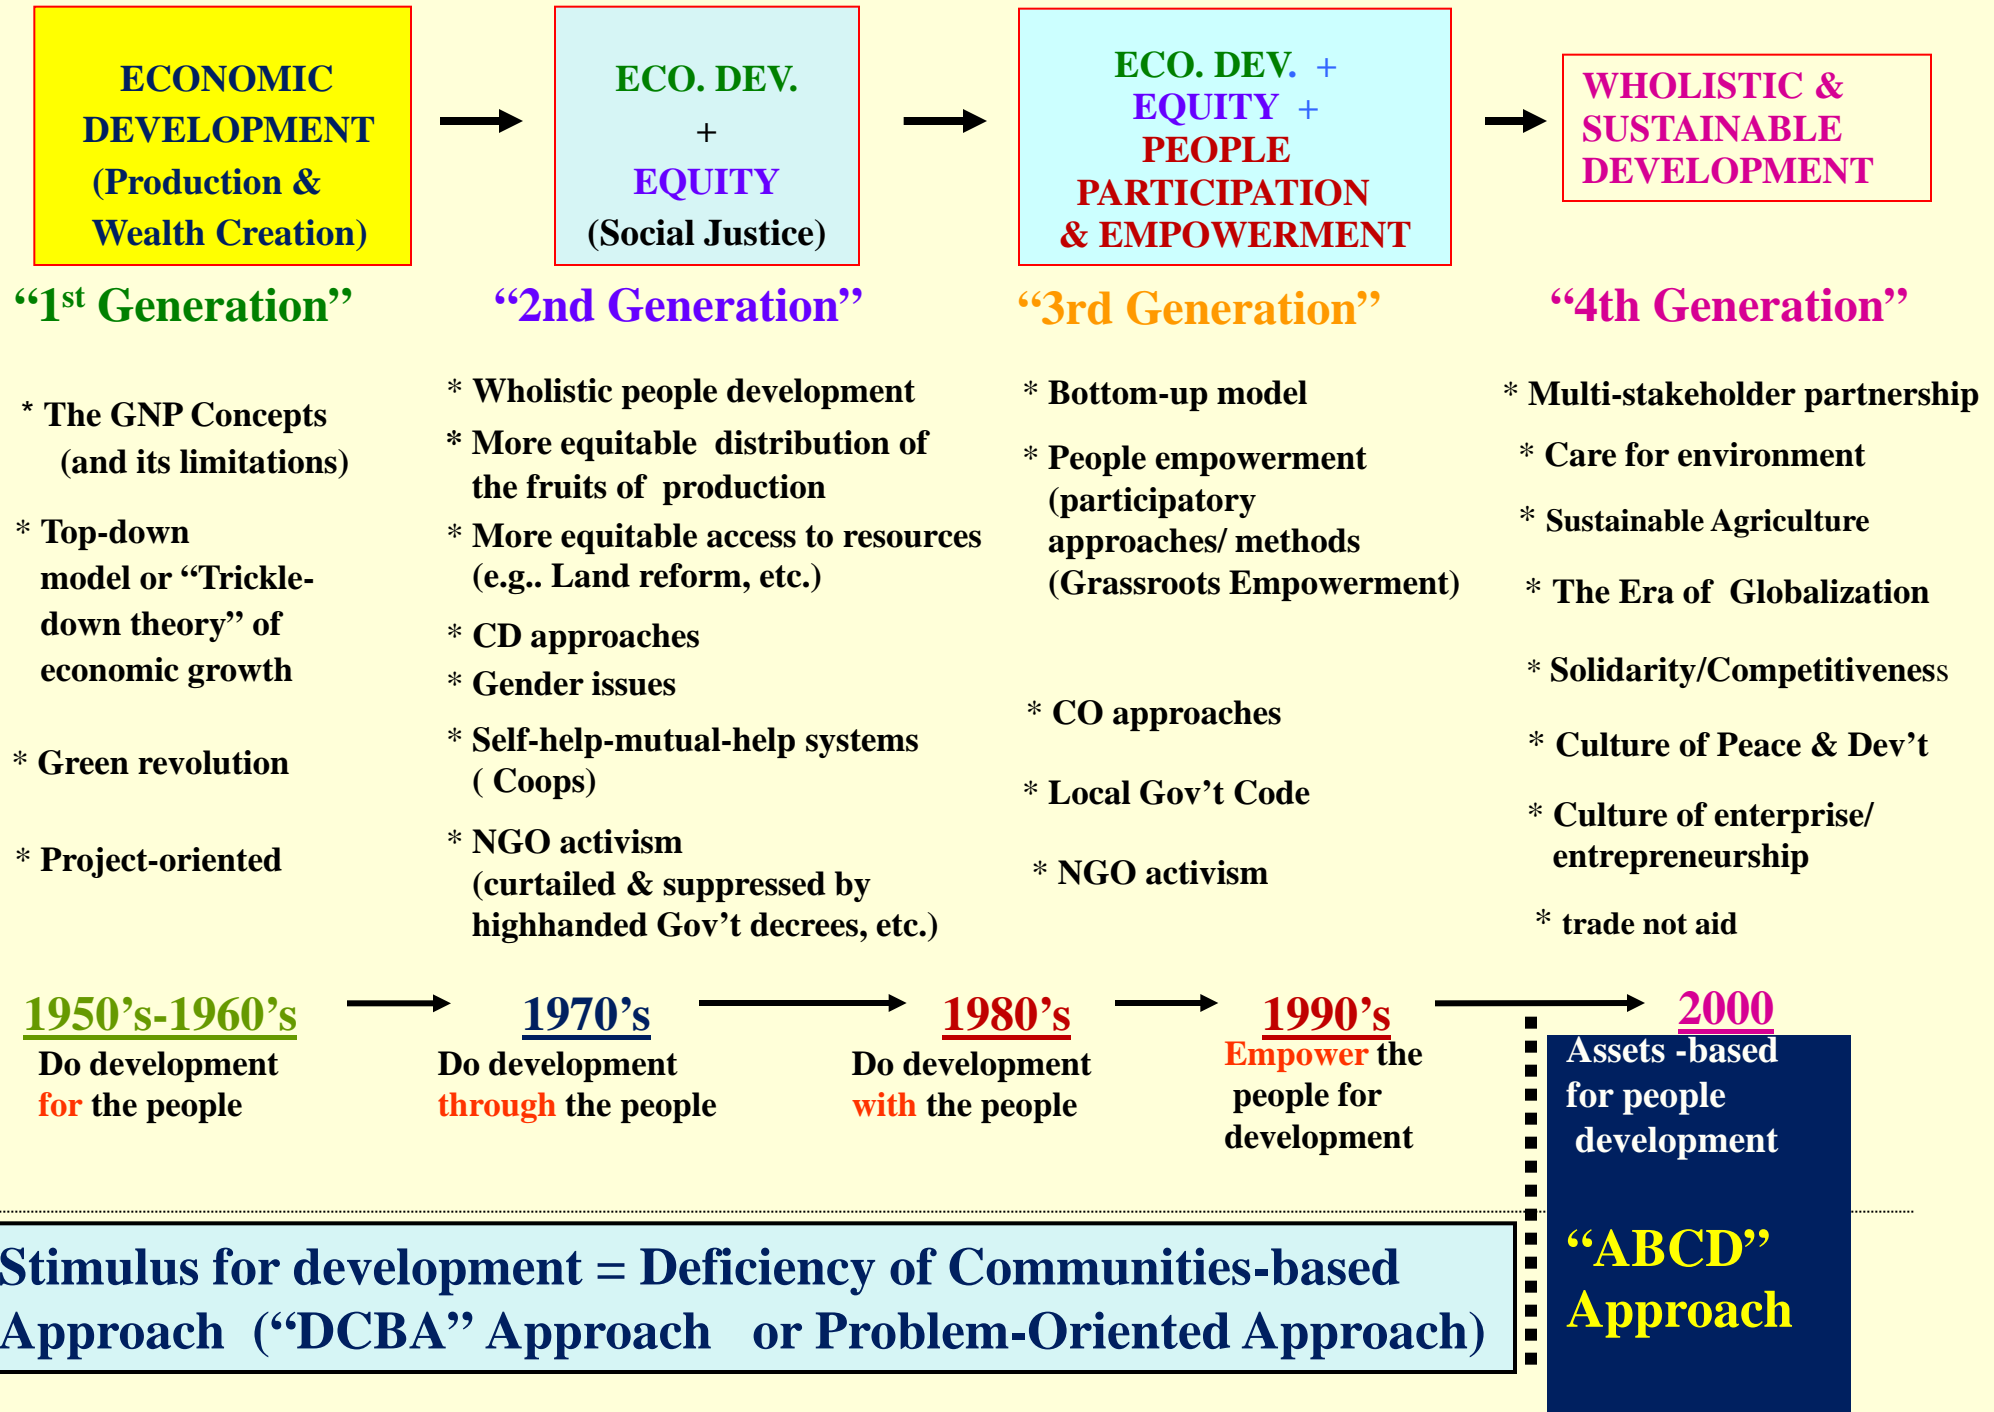 ECONOMIC
DEVELOPMENT
(Production &
Wealth Creation)
ECO. DEV.
+
EQUITY
(Social Justice)
ECO. DEV. +
EQUITY +
PEOPLE
PARTICIPATION
& EMPOWERMENT
WHOLISTIC &
SUSTAINABLE
DEVELOPMENT
“1st Generation”
“2nd Generation”
“3rd Generation”
“4th Generation”
* The GNP Concepts
(and its limitations)
* Top-down
model or “Trickle-
down theory” of
economic growth
* Green revolution
* Project-oriented
* Wholistic people development
* More equitable distribution of
the fruits of production
* More equitable access to resources
(e.g.. Land reform, etc.)
* CD approaches
* Gender issues
* Self-help-mutual-help systems
( Coops)
* NGO activism
(curtailed & suppressed by
highhanded Gov’t decrees, etc.)
* Bottom-up model
* People empowerment
(participatory
approaches/ methods
(Grassroots Empowerment)
* CO approaches
* Local Gov’t Code
* NGO activism
* Multi-stakeholder partnership
* Care for environment
* Sustainable Agriculture
* The Era of Globalization
* Solidarity/Competitiveness
* Culture of Peace & Dev’t
* Culture of enterprise/
entrepreneurship
* trade not aid
1950’s-1960’s
Do development
for the people
1970’s
Do development
through the people
1980’s
Do development
with the people
1990’s
Empower the
people for
development
2000
Assets -based
for people
development
“ABCD”
Approach
Stimulus for development = Deficiency of Communities-based
Approach (“DCBA” Approach or Problem-Oriented Approach)